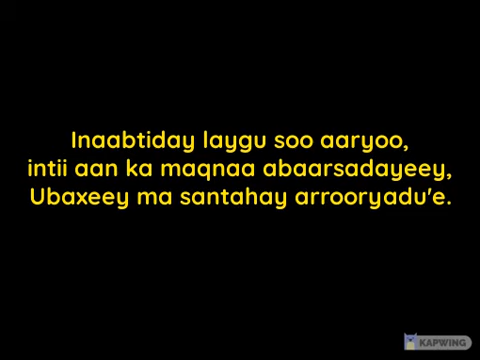 Inaabtiday laygu soo aaryoo,
intii aan ka maqnaa abaarsadayeey,
Ubaxeey ma santahay arrooryadu'e.
KAPWING